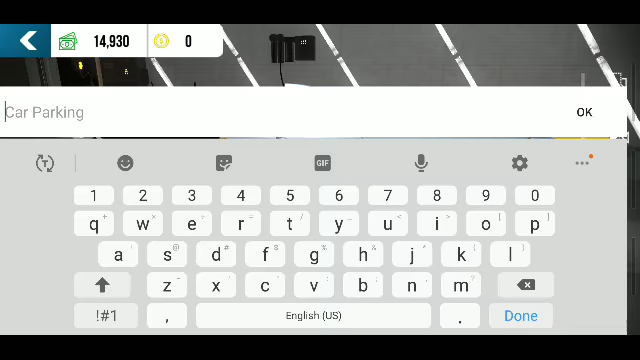 14,930 0
Car Parking OK
GIF
1 2 3 4 5 6 7 8 9 0
q w e r t y u i o p
a s d f g h j k l
z x c v b n m
!#1 , English (US) . Done